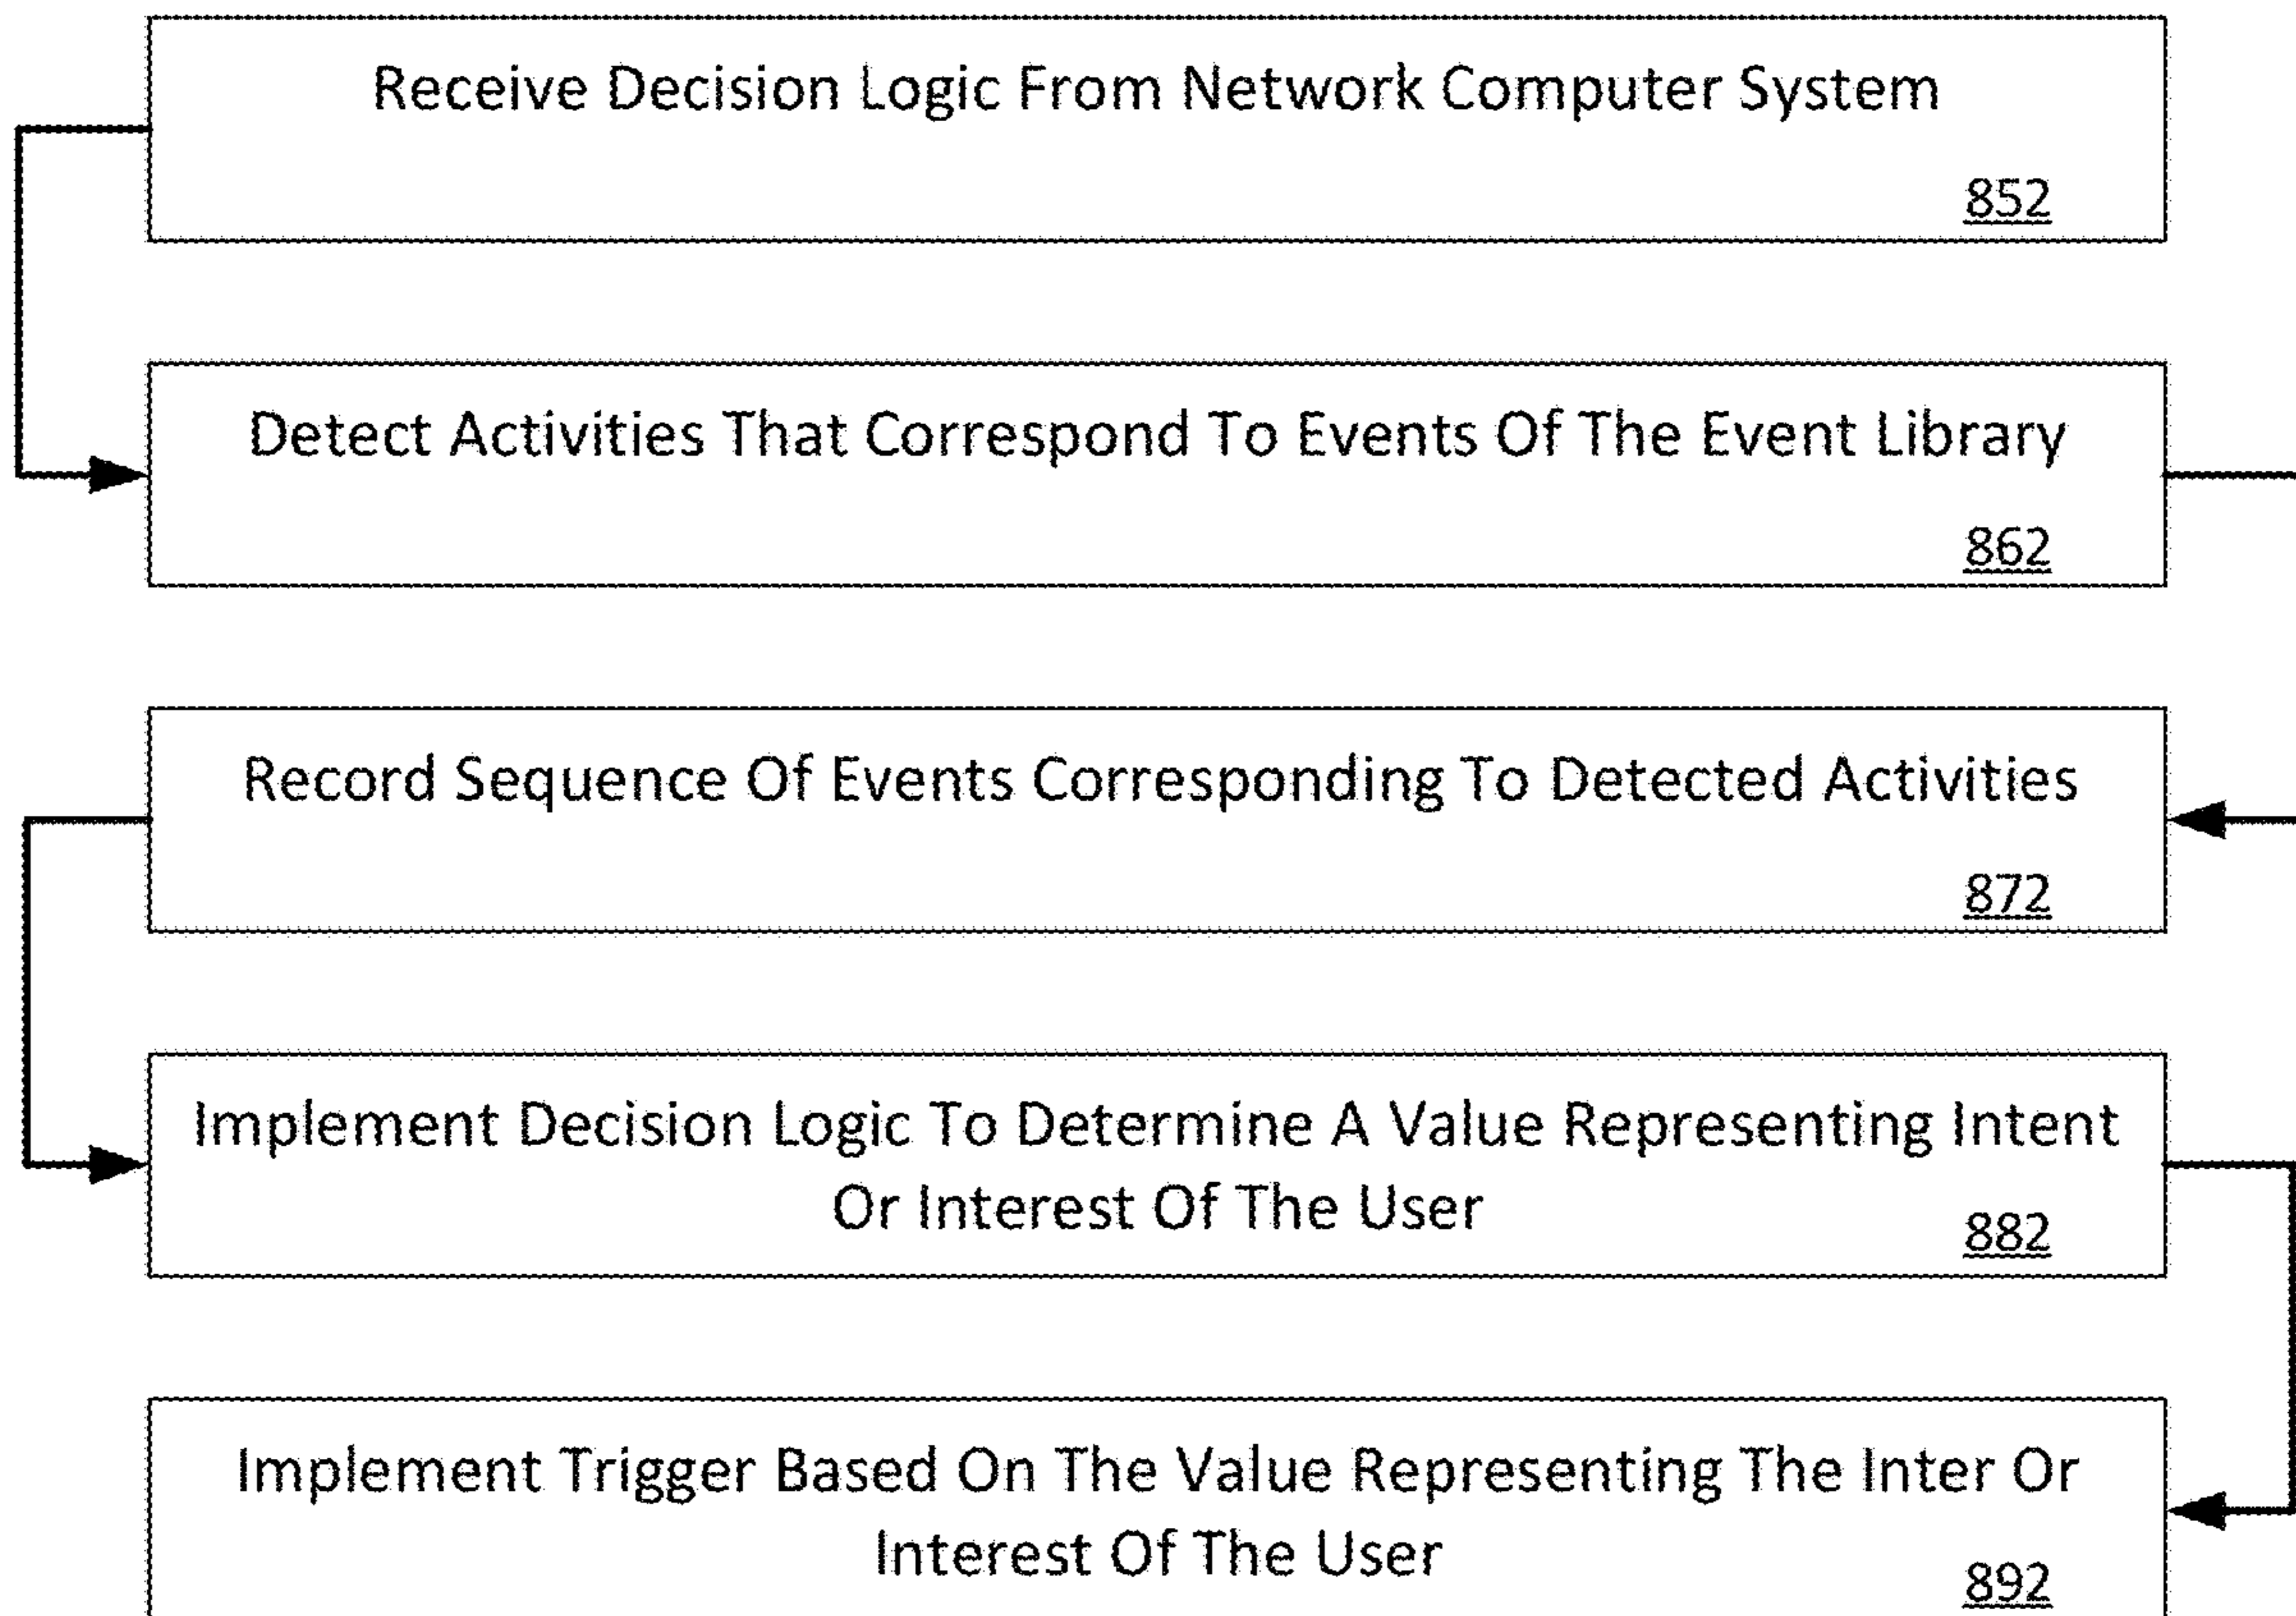 Receive Decision Logic From Network Computer System
852
Detect Activities That Correspond To Events Of The Event Library
862
Record Sequence Of Events Corresponding To Detected Activities
872
Implement Decision Logic To Determine A Value Representing Intent
Or Interest Of The User
882
Implement Trigger Based On The Value Representing The Inter Or
Interest Of The User
892